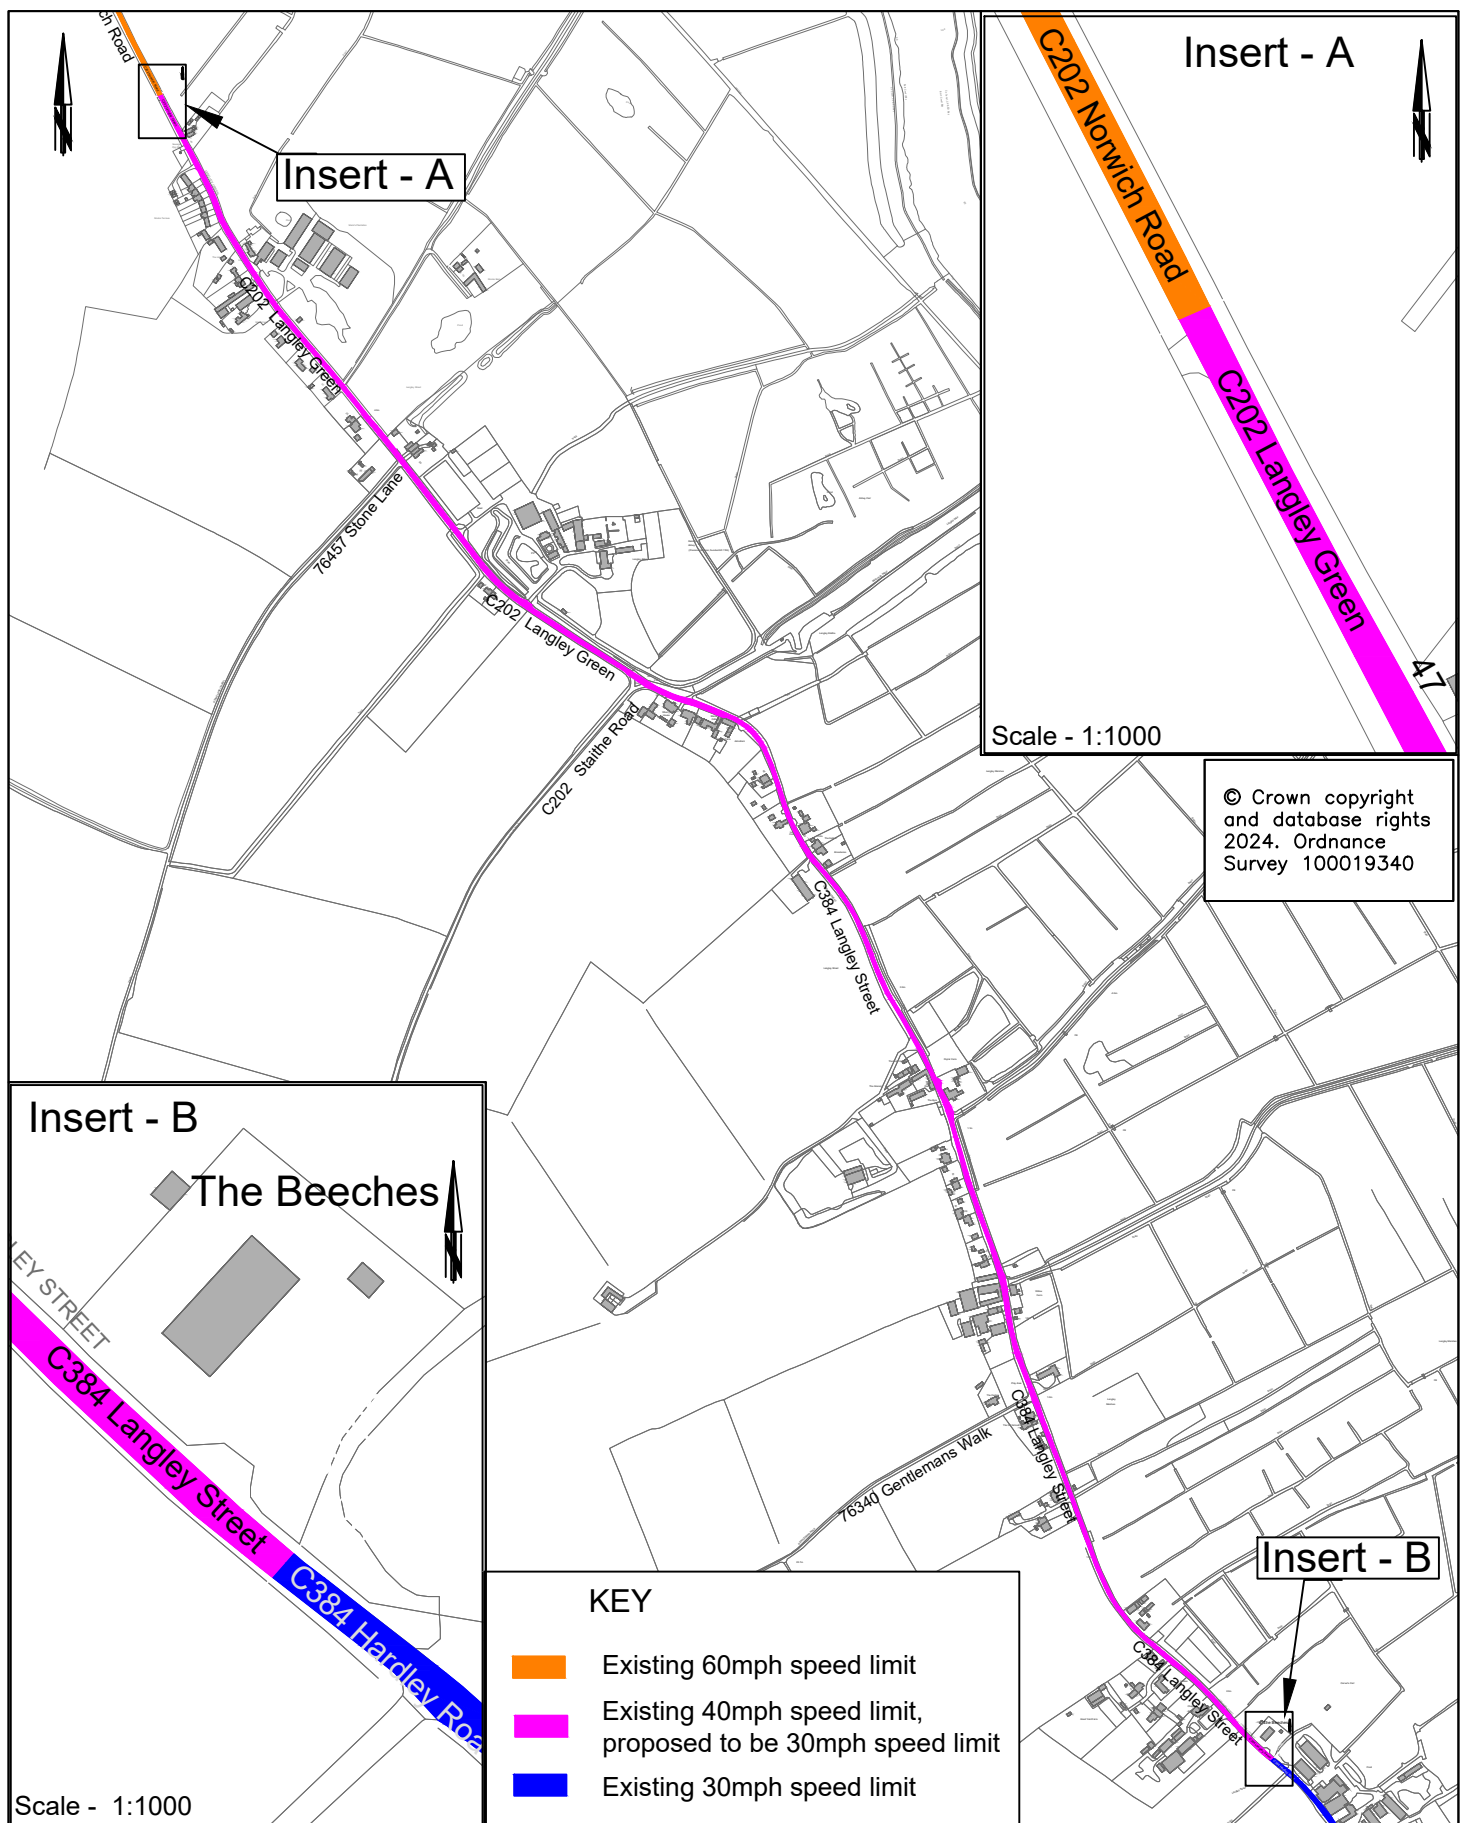 ch Road
Insert - A
C202 Langley Green
76457 Stone Lane
C202 Langley Green
C202 Staithe Road
C384 Langley Street
76340 Gentlemans Walk
C384 Langley Street
C384 Langley Street
Insert - B
Insert - A
C202 Norwich Road
C202 Langley Green
47
Scale - 1:1000
© Crown copyright
and database rights
2024. Ordnance
Survey 100019340
Insert - B
The Beeches
LEY STREET
C384 Langley Street
C384 Hardley Roa
Scale - 1:1000
KEY
Existing 60mph speed limit
Existing 40mph speed limit,
proposed to be 30mph speed limit
Existing 30mph speed limit